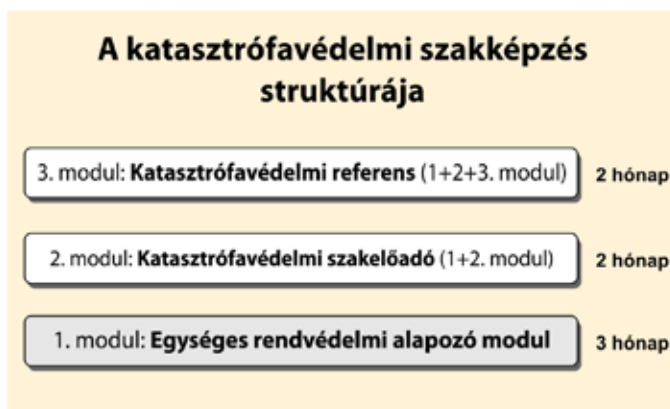 A katasztrófavédelmi szakképzés
struktúrája
3. modul: Katasztrófavédelmi referens (1+2+3. modul) 2 hónap
2. modul: Katasztrófavédelmi szakelőadó (1+2. modul) 2 hónap
1. modul: Egységes rendvédelmi alapozó modul 3 hónap